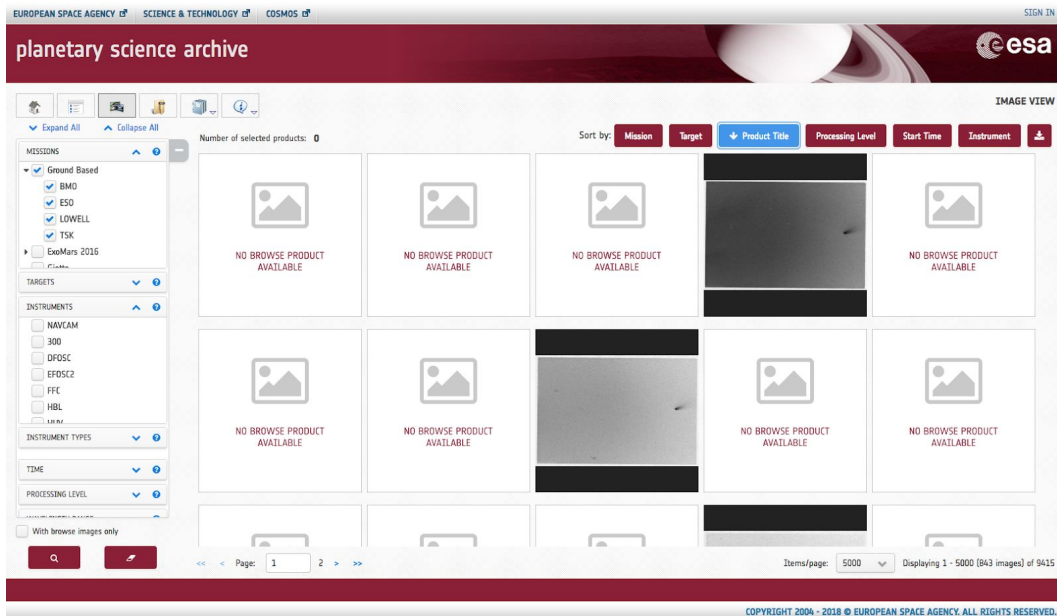 EUROPEAN SPACE AGENCY SCIENCE & TECHNOLOGY COSMOS SIGN IN
planetary science archive esa
IMAGE VIEW
Expand All Collapse All
Number of selected products: 0 Sort by: Mission Target Product Title Processing Level Start Time Instrument
MISSIONS
Ground Based
BMO
ESO
LOWELL
TSK
ExoMars 2016
Giotto
TARGETS
INSTRUMENTS
NAVCAM
300
DFOSC
EFOSC2
FFC
HBL
INSTRUMENT TYPES
TIME
PROCESSING LEVEL
With browse images only
NO BROWSE PRODUCT
AVAILABLE
NO BROWSE PRODUCT
AVAILABLE
NO BROWSE PRODUCT
AVAILABLE
NO BROWSE PRODUCT
AVAILABLE
NO BROWSE PRODUCT
AVAILABLE
NO BROWSE PRODUCT
AVAILABLE
NO BROWSE PRODUCT
AVAILABLE
NO BROWSE PRODUCT
AVAILABLE
<< < Page: 1 2 > >> Items/page: 5000 Displaying 1 - 5000 (843 images) of 9415
COPYRIGHT 2004 - 2018 © EUROPEAN SPACE AGENCY. ALL RIGHTS RESERVED.